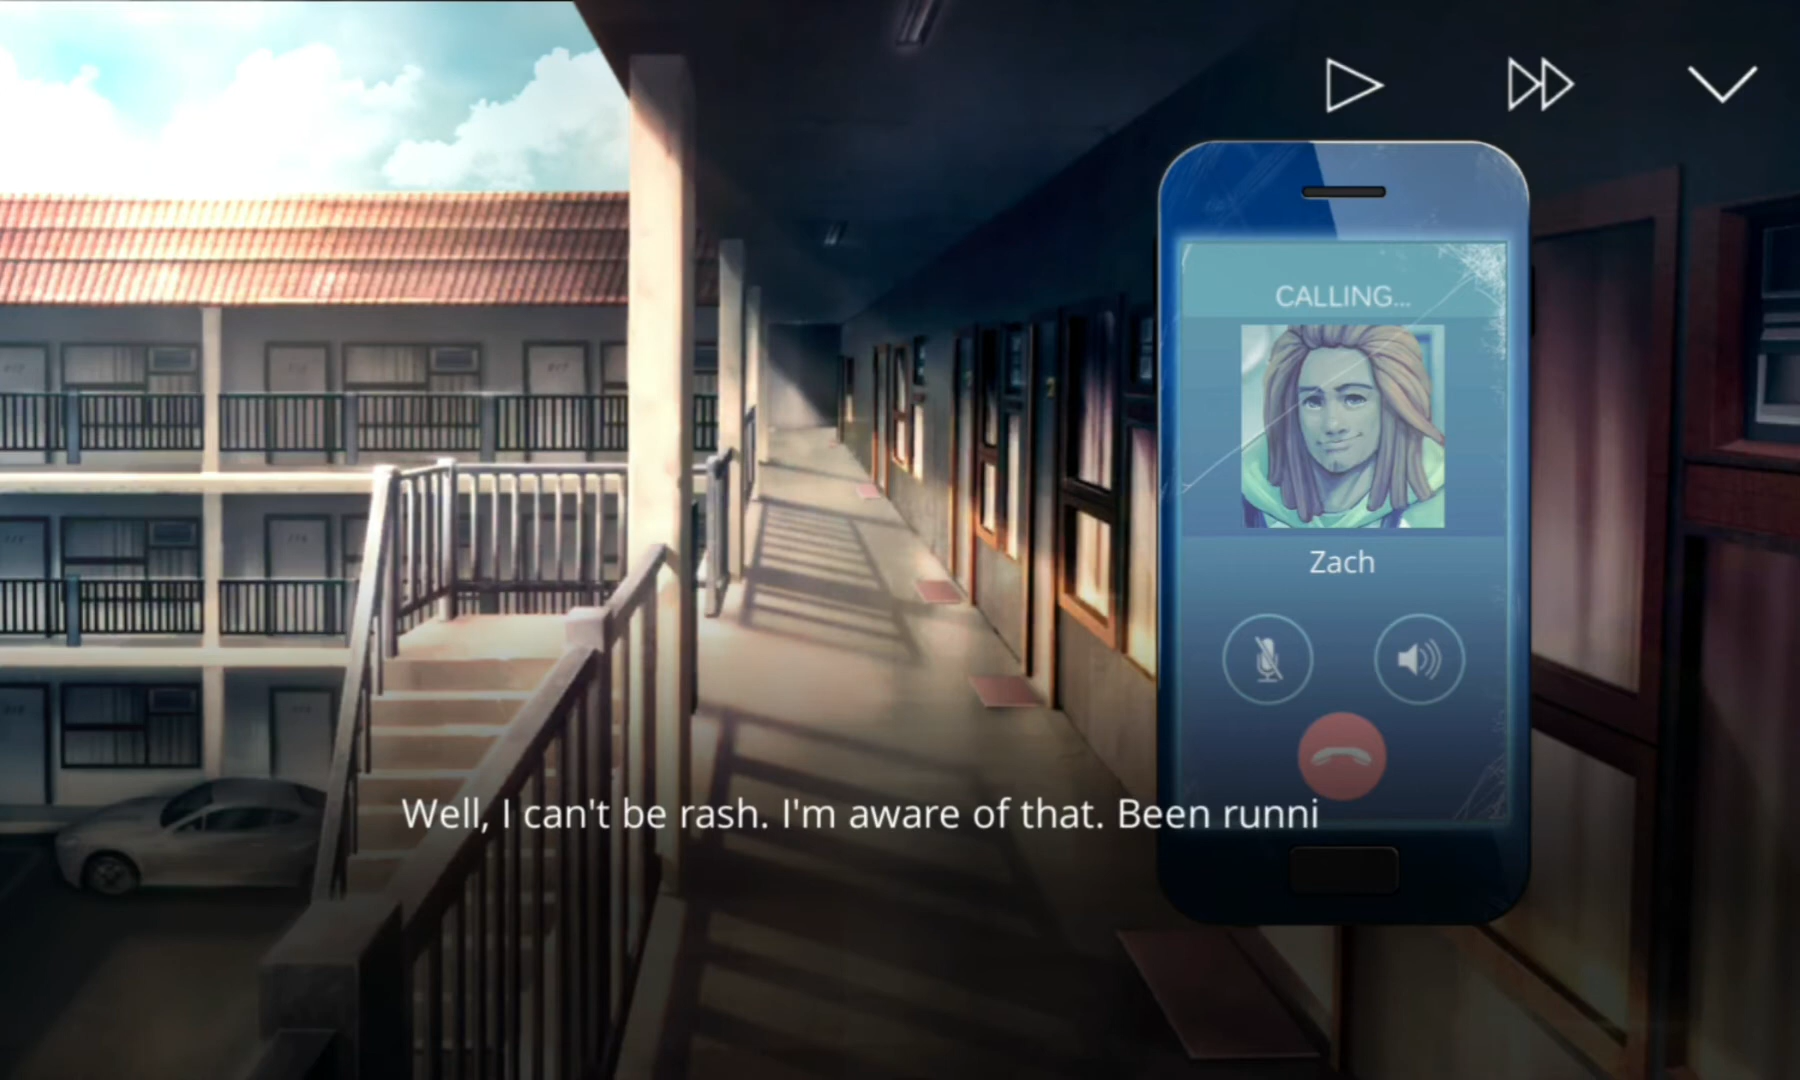 CALLING...
Zach
Well, I can't be rash. I'm aware of that. Been runni